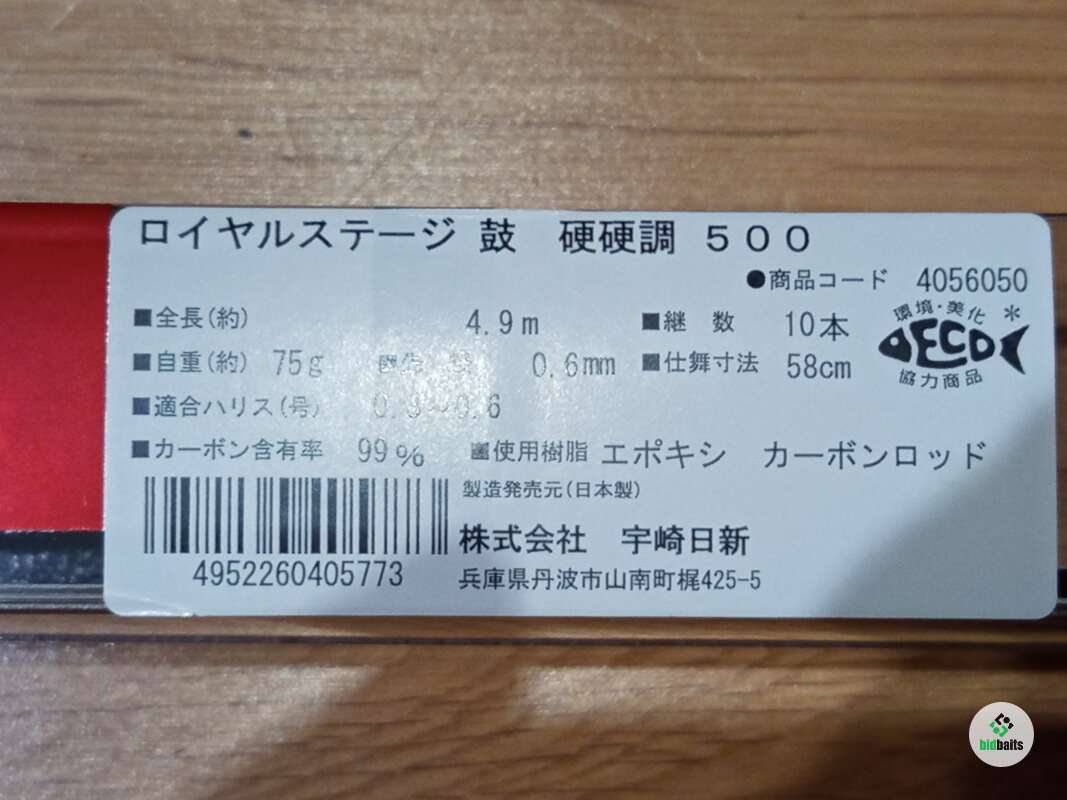 ロイヤルステージ 鼓 硬硬調 500
●商品コード 4056050
■全長(約) 4.9m ■継数 10本
■自重(約) 75g 0.6mm ■仕舞寸法 58cm
■適合ハリス(号)
■カーボン含有率 99% ■使用樹脂 エポキシ カーボンロッド
環境・美化*
DECO
協力商品
製造発売元(日本製)
4952260405773
株式会社 宇崎日新
兵庫県丹波市山南町梶425-5
bidbaits